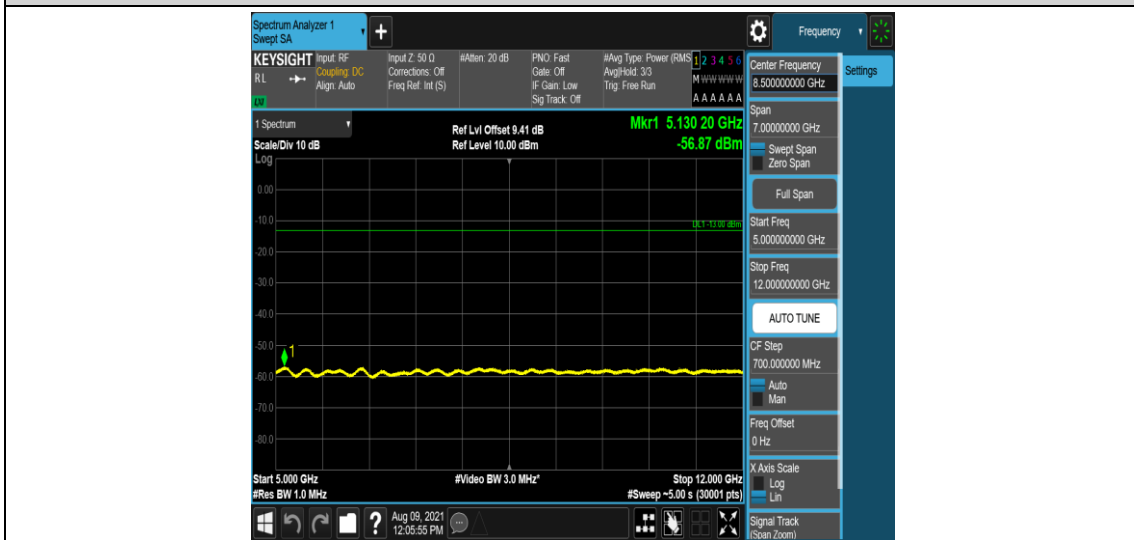 Spectrum Analyzer 1
Swept SA
Frequency
KEYSIGHT
Input: RF
Input Z: 50 Ω
#Atten: 20 dB
PNO: Fast
#Avg Type: Power (RMS
1 2 3 4 5 6
RL
Coupling: DC
Corrections: Off
Gate: Off
Avg|Hold: 3/3
M W W W W W
Align: Auto
Freq Ref: Int (S)
IF Gain: Low
Trig: Free Run
Sig Track: Off
A A A A A A
Center Frequency
8.500000000 GHz
Settings
Span
7.00000000 GHz
Swept Span
Zero Span
Full Span
Start Freq
5.000000000 GHz
Stop Freq
12.000000000 GHz
AUTO TUNE
CF Step
700.000000 MHz
Auto
Man
Freq Offset
0 Hz
X Axis Scale
Log
Lin
Signal Track
(Span Zoom)
1 Spectrum
Ref Lvl Offset 9.41 dB
Mkr1 5.130 20 GHz
Scale/Div 10 dB
Ref Level 10.00 dBm
-56.87 dBm
Log
0.00
-10.0
DL1 -13.00 dBm
-20.0
-30.0
-40.0
-50.0
1
-60.0
-70.0
-80.0
Start 5.000 GHz
#Video BW 3.0 MHz*
Stop 12.000 GHz
#Res BW 1.0 MHz
#Sweep ~5.00 s (30001 pts)
?
Aug 09, 2021
12:05:55 PM